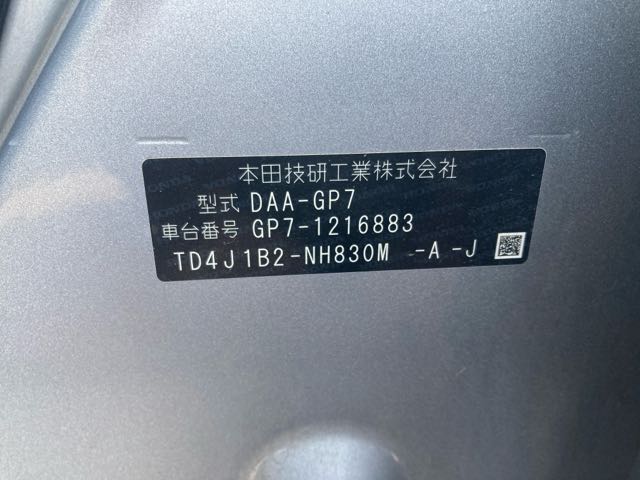 本田技研工業株式会社
型式 DAA-GP7
車台番号 GP7-1216883
TD4J1B2-NH830M -A -J